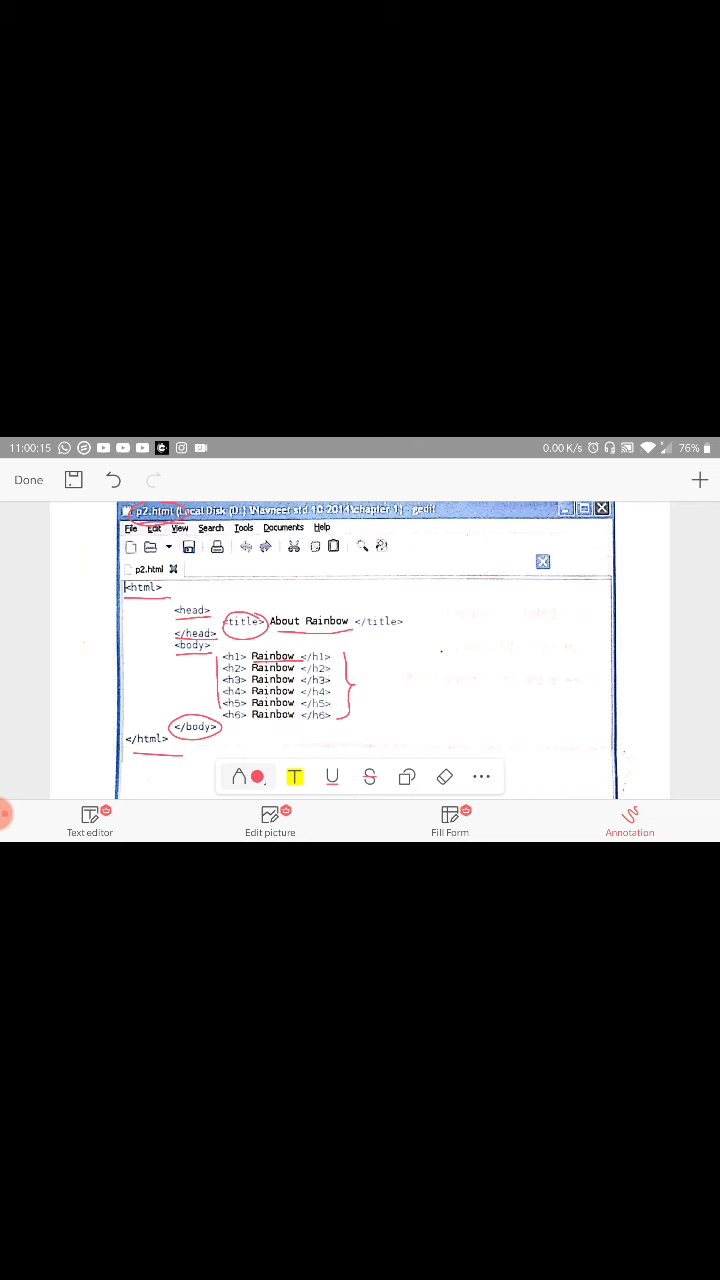 11:00:15 0.00 K/s 76%
Done
p2.html (Local Disk (D:) \Navneet std 10 2014\chapter 1) - gedit
File Edit View Search Tools Documents Help
p2.html
<html>
<head>
<title> About Rainbow </title>
</head>
<body>
<h1> Rainbow </h1>
<h2> Rainbow </h2>
<h3> Rainbow </h3>
<h4> Rainbow </h4>
<h5> Rainbow </h5>
<h6> Rainbow </h6>
</body>
</html>
T U S
Text editor Edit picture Fill Form Annotation